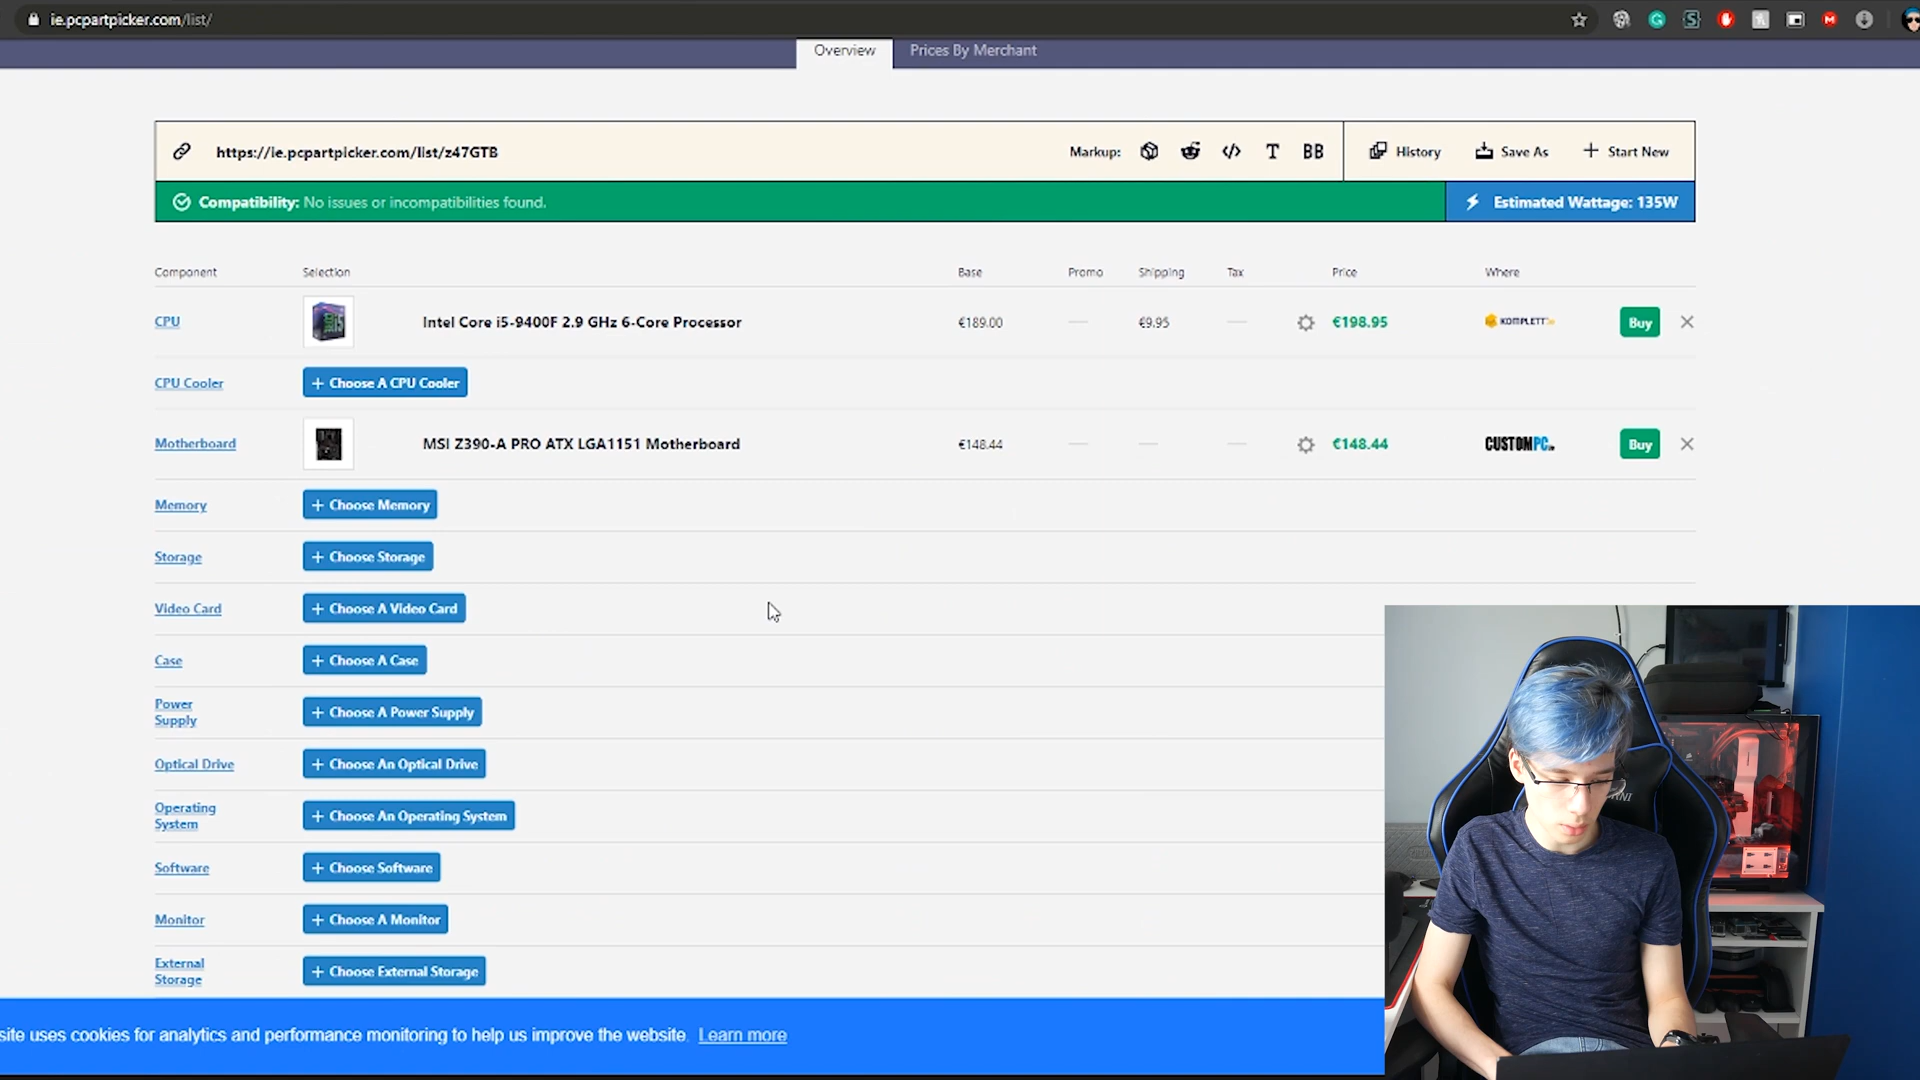 ie.pcpartpicker.com/list/
Overview
Prices By Merchant
https://ie.pcpartpicker.com/list/z47GTB
Markup:
T
BB
History
Save As
Start New
Compatibility: No issues or incompatibilities found.
Estimated Wattage: 135W
Component Selection Base Promo Shipping Tax Price Where
CPU Intel Core i5-9400F 2.9 GHz 6-Core Processor €189.00 €9.95 €198.95 KOMPLETT Buy
CPU Cooler + Choose A CPU Cooler
Motherboard MSI Z390-A PRO ATX LGA1151 Motherboard €148.44 €148.44 CUSTOMPC Buy
Memory + Choose Memory
Storage + Choose Storage
Video Card + Choose A Video Card
Case + Choose A Case
Power
Supply
+ Choose A Power Supply
Optical Drive + Choose An Optical Drive
Operating
System
+ Choose An Operating System
Software + Choose Software
Monitor + Choose A Monitor
External
Storage
+ Choose External Storage
site uses cookies for analytics and performance monitoring to help us improve the website. Learn more